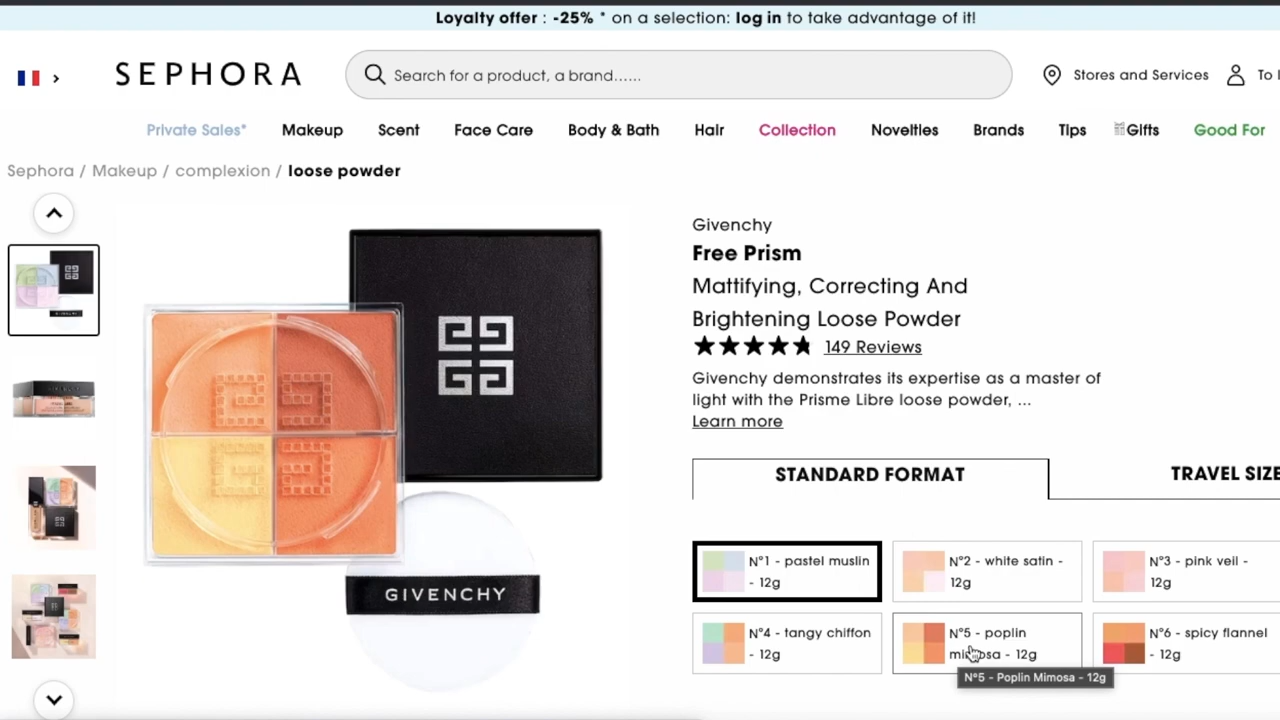 Loyalty offer : -25% * on a selection: log in to take advantage of it!
SEPHORA
Search for a product, a brand......
Stores and Services
To
Private Sales*
Makeup
Scent
Face Care
Body & Bath
Hair
Collection
Novelties
Brands
Tips
Gifts
Good For
Sephora / Makeup / complexion / loose powder
Givenchy
Free Prism
Mattifying, Correcting And
Brightening Loose Powder
149 Reviews
Givenchy demonstrates its expertise as a master of
light with the Prisme Libre loose powder, ...
Learn more
STANDARD FORMAT
TRAVEL SIZE
N°1 - pastel muslin
- 12g
N°2 - white satin -
12g
N°3 - pink veil -
12g
N°4 - tangy chiffon
- 12g
N°5 - poplin
mimosa - 12g
N°6 - spicy flannel
- 12g
N°5 - Poplin Mimosa - 12g
GIVENCHY